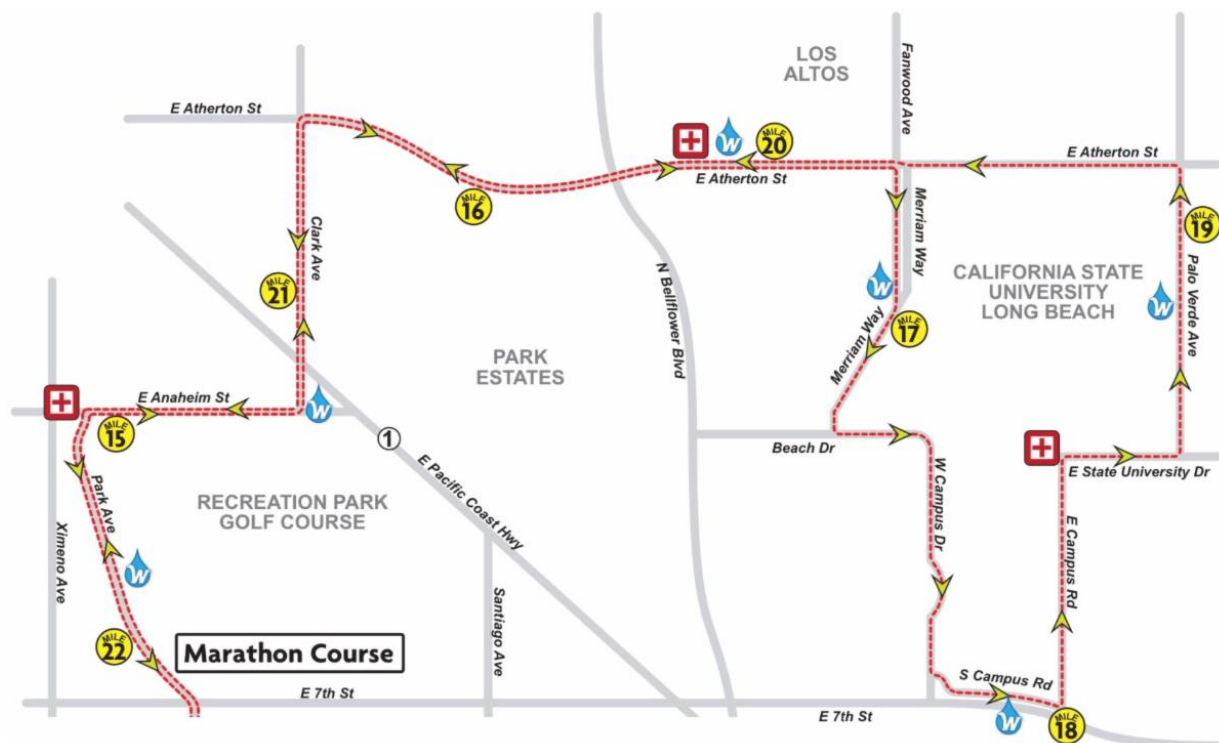 LOS
ALTOS
Fanwood Ave
E Atherton St
MILE
20
W
E Atherton St
E Atherton St
MILE
16
Merriam Way
MILE
19
Clark Ave
MILE
21
N Bellflower Blvd
W
Merriam Way
MILE
17
CALIFORNIA STATE
UNIVERSITY
LONG BEACH
W
Palo Verde Ave
PARK
ESTATES
E Anaheim St
W
MILE
15
1
E Pacific Coast Hwy
Beach Dr
E State University Dr
Park Ave
RECREATION PARK
GOLF COURSE
W Campus Dr
E Campus Rd
Ximeno Ave
W
Santiago Ave
MILE
22
Marathon Course
S Campus Rd
E 7th St
E 7th St
W
MILE
18